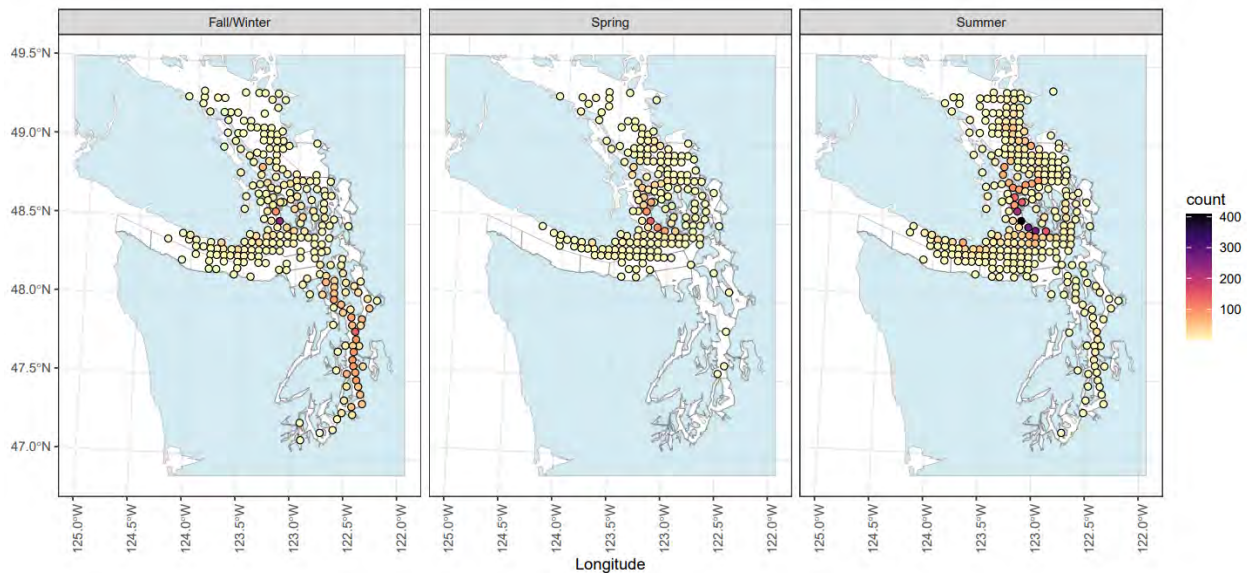 Fall/Winter
Spring
Summer
49.5°N
49.0°N
48.5°N
48.0°N
47.5°N
47.0°N
count
400
300
200
100
125.0°W
124.5°W
124.0°W
123.5°W
123.0°W
122.5°W
122.0°W
125.0°W
124.5°W
124.0°W
123.5°W
123.0°W
122.5°W
122.0°W
125.0°W
124.5°W
124.0°W
123.5°W
123.0°W
122.5°W
122.0°W
Longitude